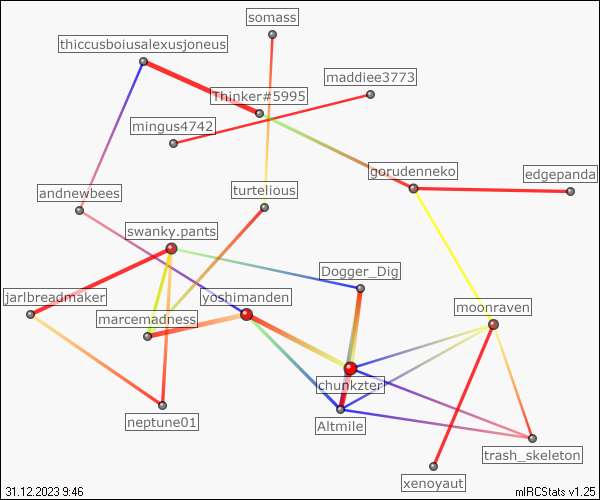 somass
thiccusboiusalexusjoneus
maddiee3773
Thinker#5995
mingus4742
gorudenneko
edgepanda
andnewbees
turtelious
swanky.pants
Dogger_Dig
jarlbreadmaker
yoshimanden
moonraven
marcemadness
chunkzter
neptune01
Altmile
trash_skeleton
xenoyaut
31.12.2023 9:46
mIRCStats v1.25